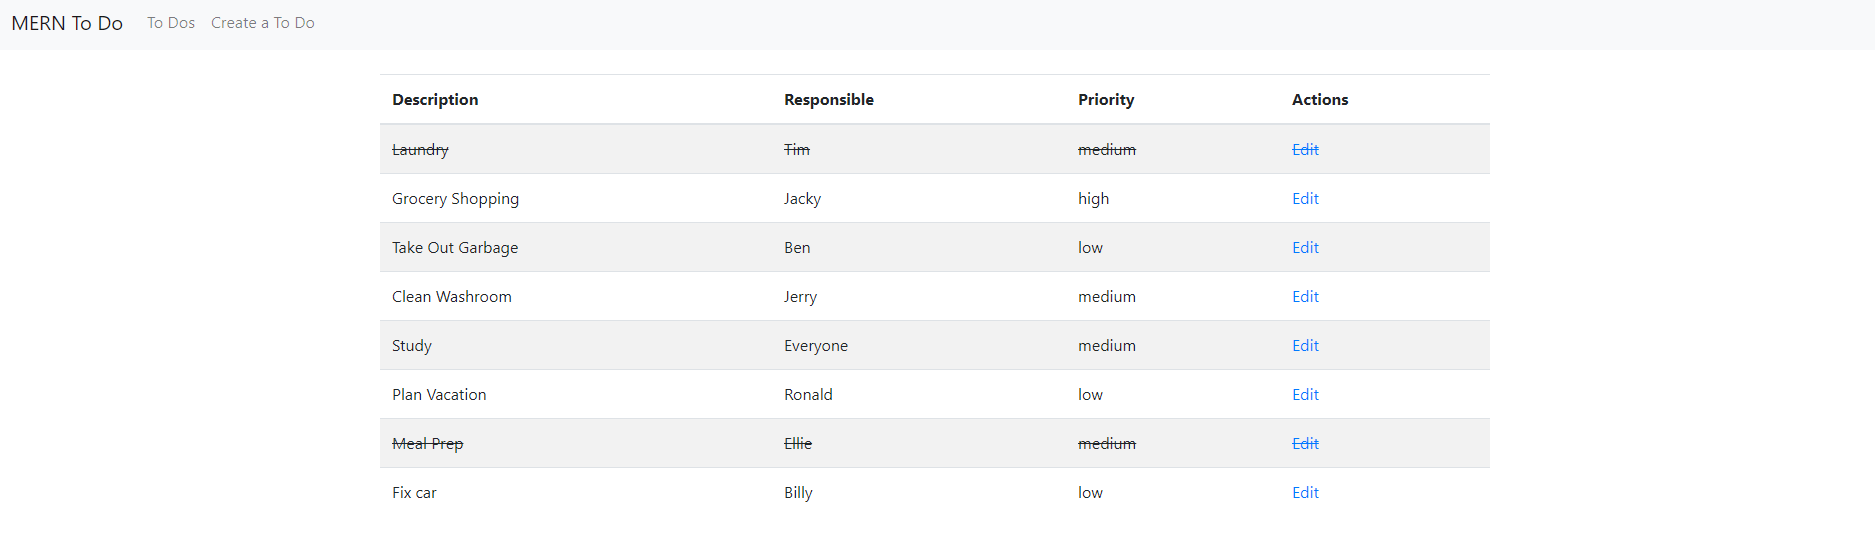 MERN To Do To Dos Create a To Do
Description Responsible Priority Actions
Laundry Tim medium Edit
Grocery Shopping Jacky high Edit
Take Out Garbage Ben low Edit
Clean Washroom Jerry medium Edit
Study Everyone medium Edit
Plan Vacation Ronald low Edit
Meal Prep Ellie medium Edit
Fix car Billy low Edit